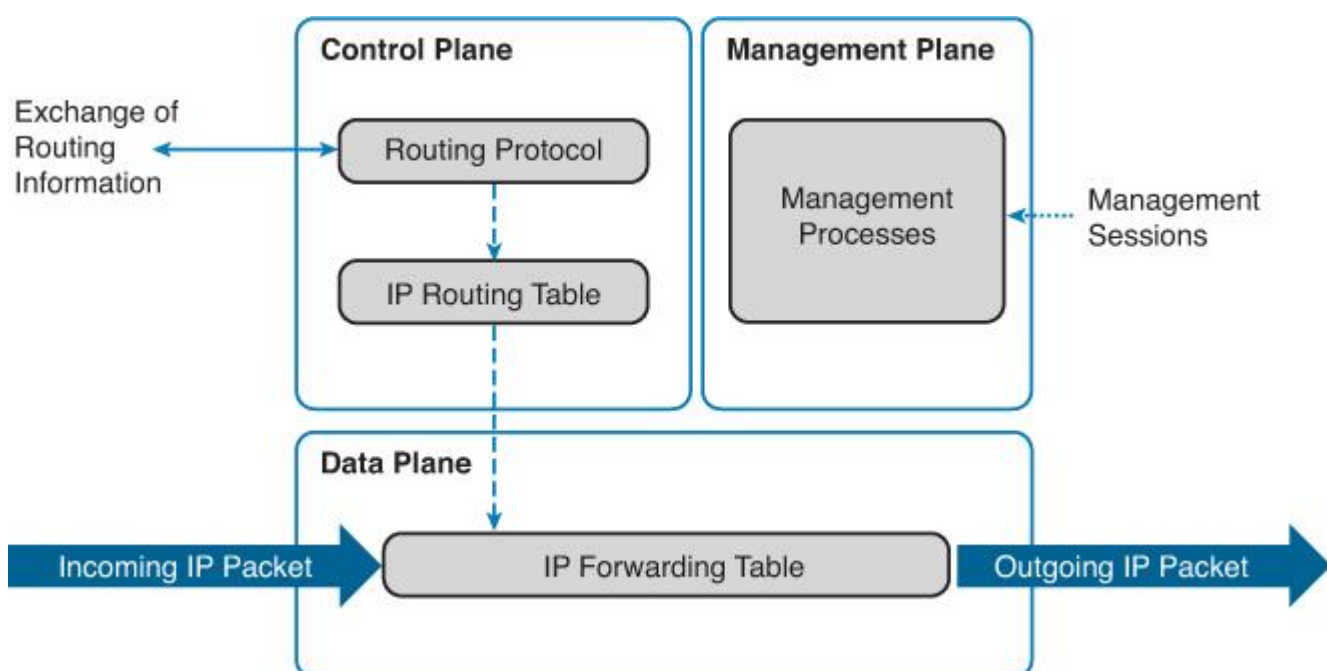 Control Plane
Management Plane
Exchange of
Routing
Information
Routing Protocol
IP Routing Table
Management
Processes
Management
Sessions
Data Plane
Incoming IP Packet
IP Forwarding Table
Outgoing IP Packet